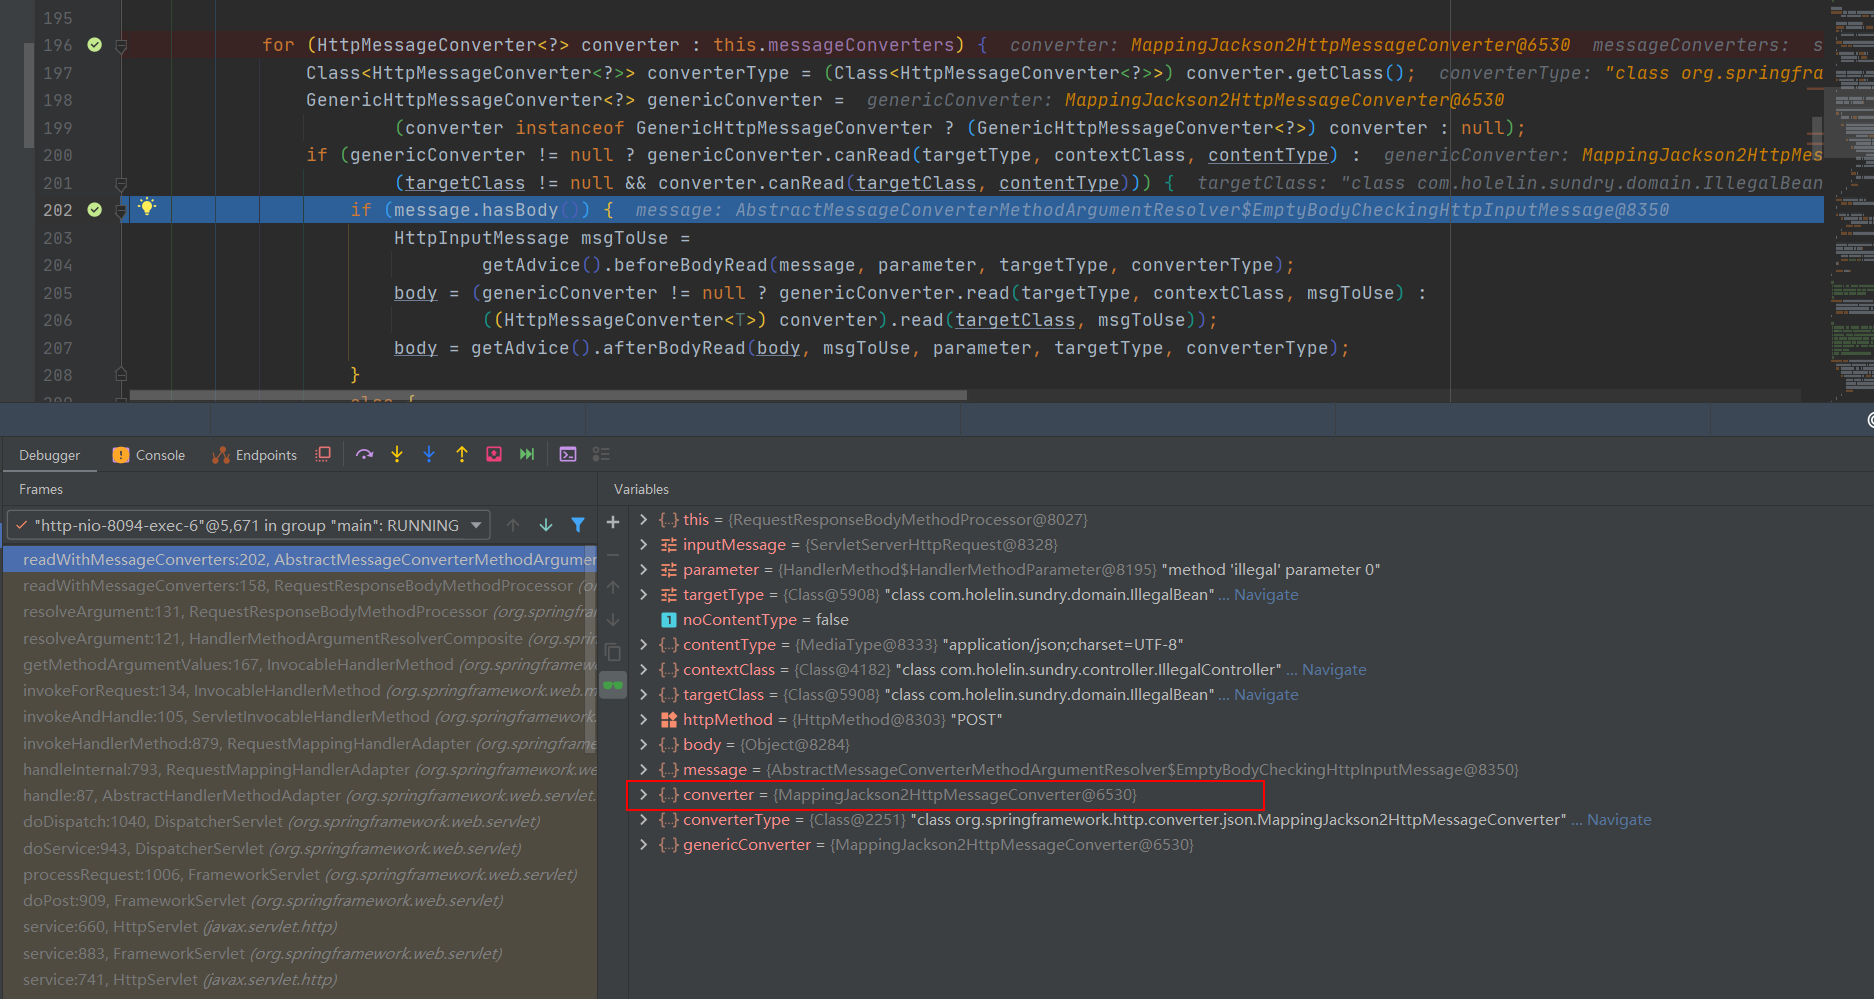 195
196 for (HttpMessageConverter<?> converter : this.messageConverters) { converter: MappingJackson2HttpMessageConverter@6530 messageConverters: s
197 Class<HttpMessageConverter<?>> converterType = (Class<HttpMessageConverter<?>>) converter.getClass(); converterType: "class org.springfra
198 GenericHttpMessageConverter<?> genericConverter = genericConverter: MappingJackson2HttpMessageConverter@6530
199 (converter instanceof GenericHttpMessageConverter ? (GenericHttpMessageConverter<?>) converter : null);
200 if (genericConverter != null ? genericConverter.canRead(targetType, contextClass, contentType) : genericConverter: MappingJackson2HttpMes
201 (targetClass != null && converter.canRead(targetClass, contentType))) { targetClass: "class com.holelin.sundry.domain.IllegalBean
202 if (message.hasBody()) { message: AbstractMessageConverterMethodArgumentResolver$EmptyBodyCheckingHttpInputMessage@8350
203 HttpInputMessage msgToUse =
204 getAdvice().beforeBodyRead(message, parameter, targetType, converterType);
205 body = (genericConverter != null ? genericConverter.read(targetType, contextClass, msgToUse) :
206 ((HttpMessageConverter<T>) converter).read(targetClass, msgToUse));
207 body = getAdvice().afterBodyRead(body, msgToUse, parameter, targetType, converterType);
208 }
209 else {
Debugger Console Endpoints
Frames
"http-nio-8094-exec-6"@5,671 in group "main": RUNNING
readWithMessageConverters:202, AbstractMessageConverterMethodArgumen
readWithMessageConverters:158, RequestResponseBodyMethodProcessor (o
resolveArgument:131, RequestResponseBodyMethodProcessor (org.springfram
resolveArgument:121, HandlerMethodArgumentResolverComposite (org.sprin
getMethodArgumentValues:167, InvocableHandlerMethod (org.springframew
invokeForRequest:134, InvocableHandlerMethod (org.springframework.web.m
invokeAndHandle:105, ServletInvocableHandlerMethod (org.springframework.
invokeHandlerMethod:879, RequestMappingHandlerAdapter (org.springframe
handleInternal:793, RequestMappingHandlerAdapter (org.springframework.we
handle:87, AbstractHandlerMethodAdapter (org.springframework.web.servlet.
doDispatch:1040, DispatcherServlet (org.springframework.web.servlet)
doService:943, DispatcherServlet (org.springframework.web.servlet)
processRequest:1006, FrameworkServlet (org.springframework.web.servlet)
doPost:909, FrameworkServlet (org.springframework.web.servlet)
service:660, HttpServlet (javax.servlet.http)
service:883, FrameworkServlet (org.springframework.web.servlet)
service:741, HttpServlet (javax.servlet.http)
Variables
this = {RequestResponseBodyMethodProcessor@8027}
inputMessage = {ServletServerHttpRequest@8328}
parameter = {HandlerMethod$HandlerMethodParameter@8195} "method 'illegal' parameter 0"
targetType = {Class@5908} "class com.holelin.sundry.domain.IllegalBean" ... Navigate
noContentType = false
contentType = {MediaType@8333} "application/json;charset=UTF-8"
contextClass = {Class@4182} "class com.holelin.sundry.controller.IllegalController" ... Navigate
targetClass = {Class@5908} "class com.holelin.sundry.domain.IllegalBean" ... Navigate
httpMethod = {HttpMethod@8303} "POST"
body = {Object@8284}
message = {AbstractMessageConverterMethodArgumentResolver$EmptyBodyCheckingHttpInputMessage@8350}
converter = {MappingJackson2HttpMessageConverter@6530}
converterType = {Class@2251} "class org.springframework.http.converter.json.MappingJackson2HttpMessageConverter" ... Navigate
genericConverter = {MappingJackson2HttpMessageConverter@6530}